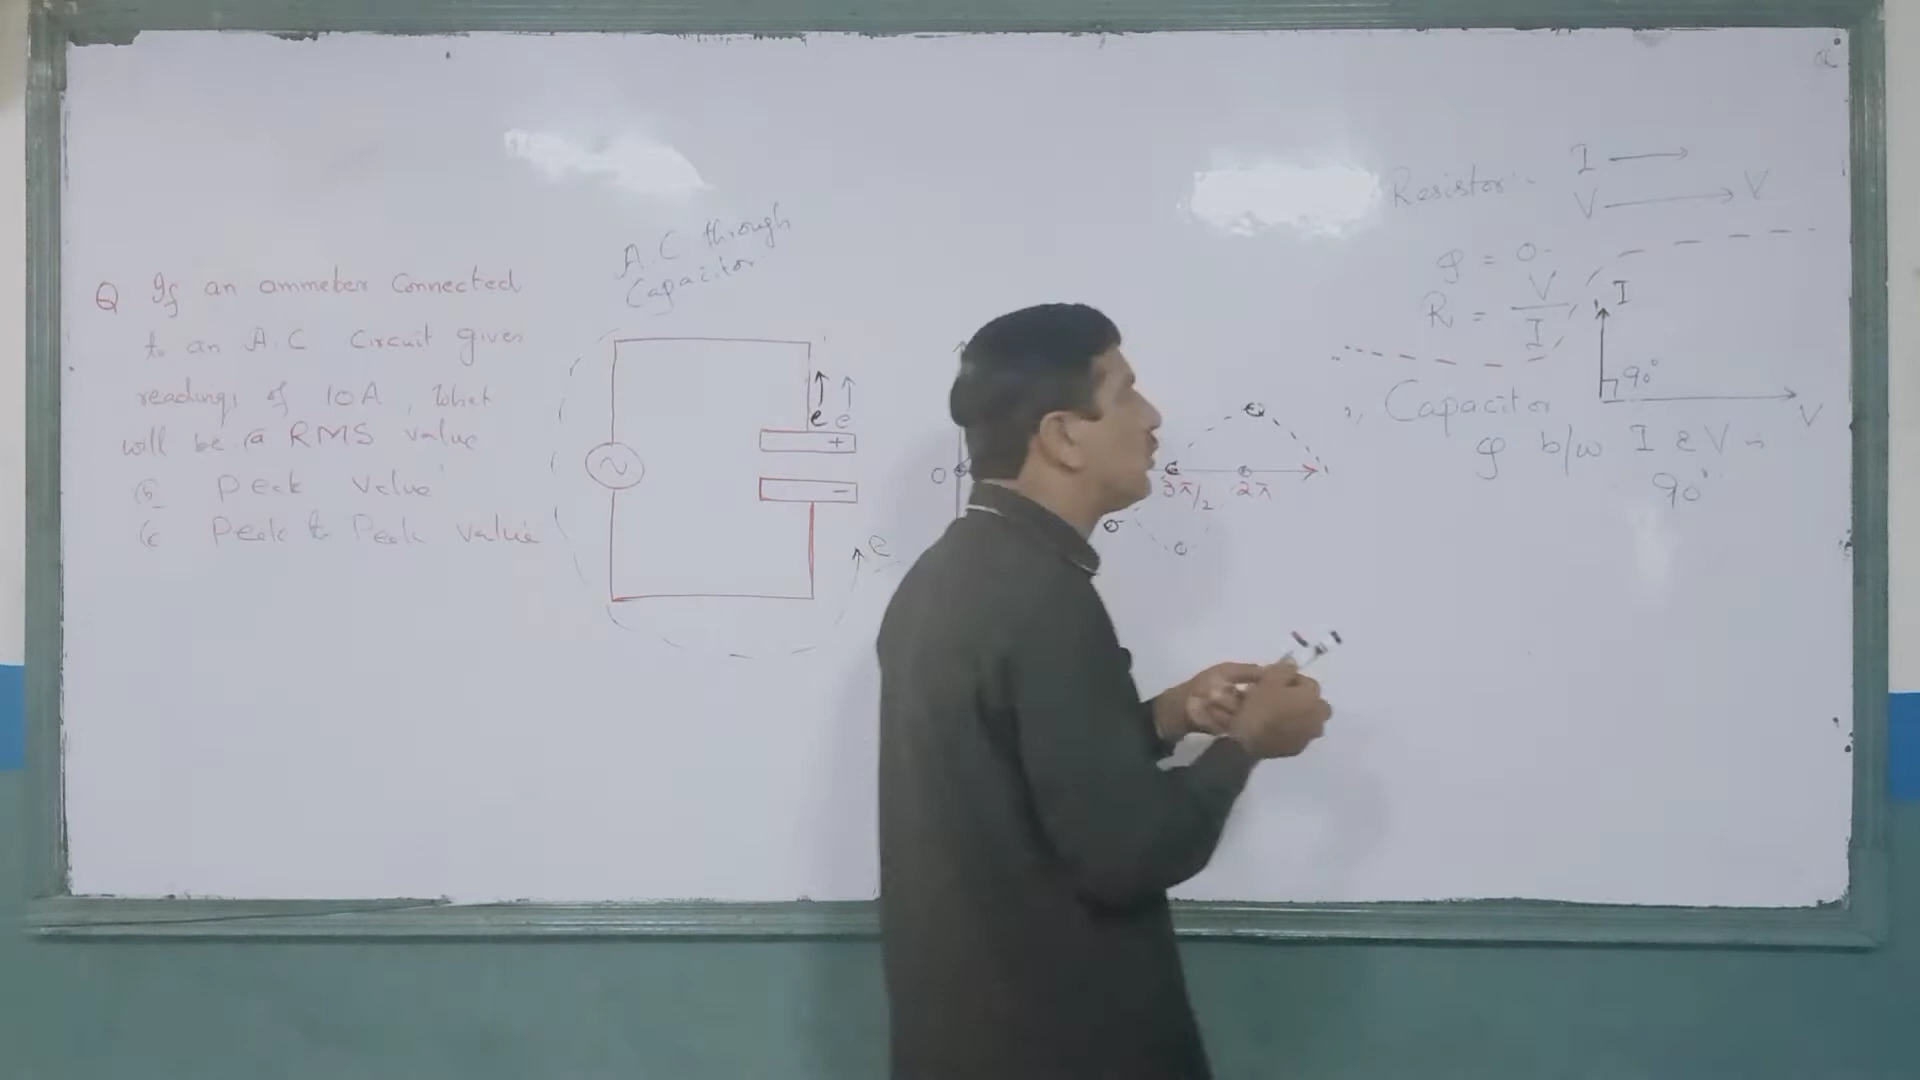 Q If an ammeter Connected
to an A.C Circuit gives
readings of 10A, What
will be (a RMS value
(b Peak Value
(c Peak to Peak Value
A.C through
Capacitor
e e
+
-
e
0
3π/2 2π
Resistor :- I
V V
φ = 0
R = V/I
I
90°
V
Capacitor
φ b/w I & V
90°